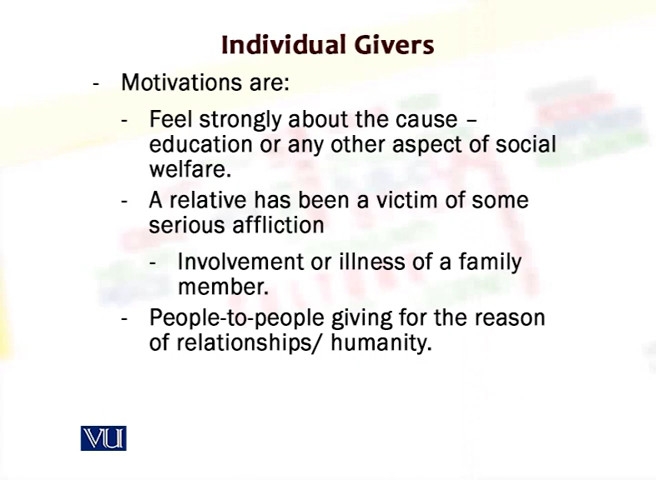 Individual Givers
- Motivations are:
- Feel strongly about the cause –
education or any other aspect of social
welfare.
- A relative has been a victim of some
serious affliction
- Involvement or illness of a family
member.
- People-to-people giving for the reason
of relationships/ humanity.
VU